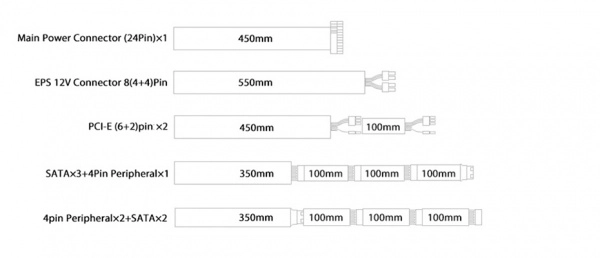 Main Power Connector (24Pin)×1 450mm
EPS 12V Connector 8(4+4)Pin 550mm
PCI-E (6+2)pin ×2 450mm 100mm
SATA×3+4Pin Peripheral×1 350mm 100mm 100mm 100mm
4pin Peripheral×2+SATA×2 350mm 100mm 100mm 100mm